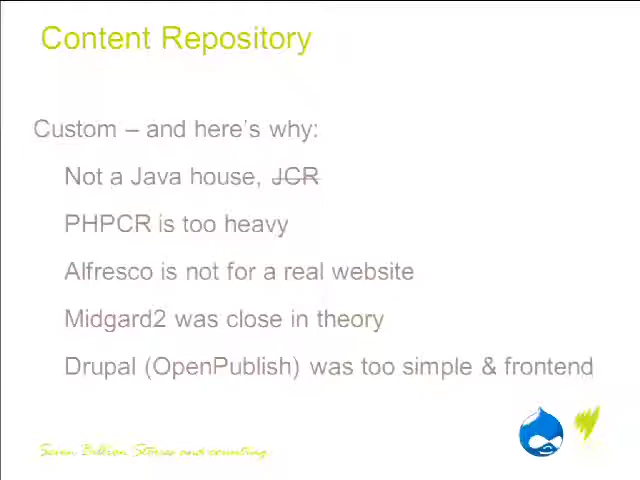 Content Repository
Custom – and here's why:
Not a Java house, JCR
PHPCR is too heavy
Alfresco is not for a real website
Midgard2 was close in theory
Drupal (OpenPublish) was too simple & frontend
Seven Billion Stories and counting